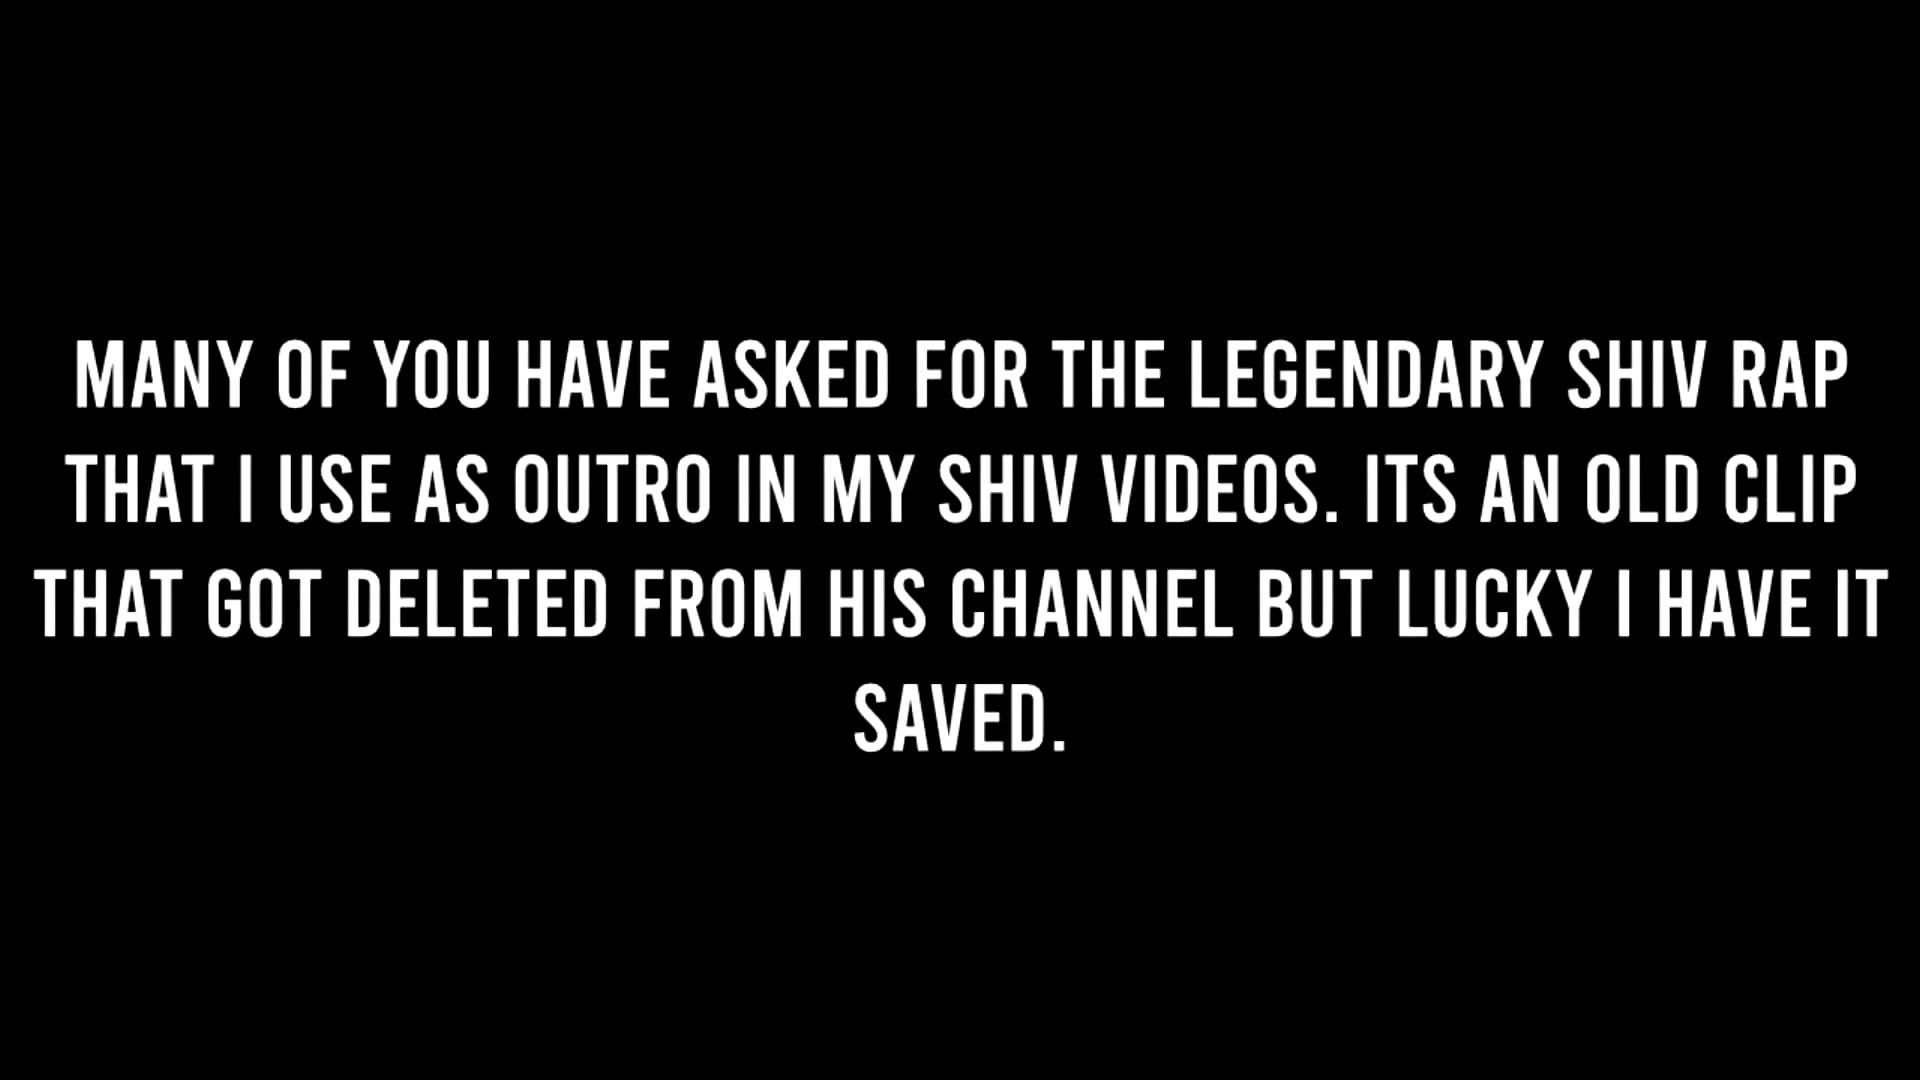 MANY OF YOU HAVE ASKED FOR THE LEGENDARY SHIV RAP
THAT I USE AS OUTRO IN MY SHIV VIDEOS. ITS AN OLD CLIP
THAT GOT DELETED FROM HIS CHANNEL BUT LUCKY I HAVE IT
SAVED.